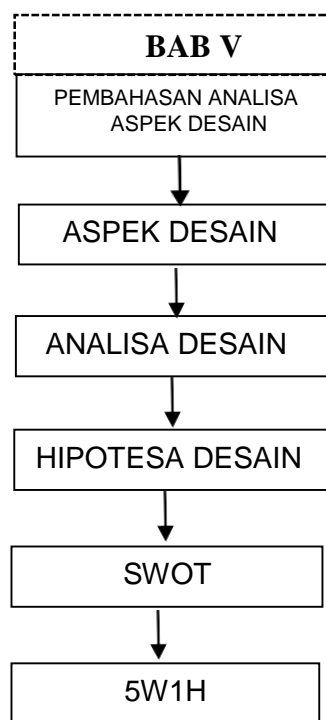 BAB V
PEMBAHASAN ANALISA
ASPEK DESAIN
ASPEK DESAIN
ANALISA DESAIN
HIPOTESA DESAIN
SWOT
5W1H